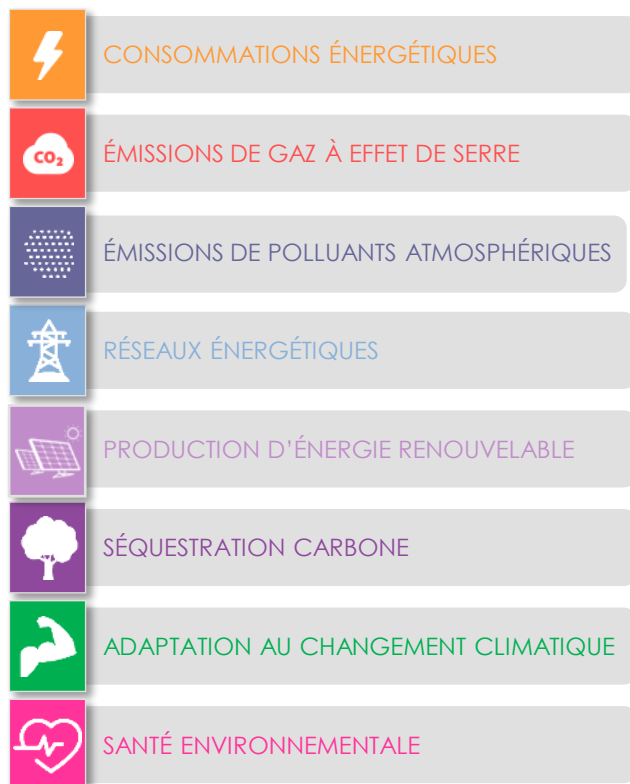 CONSOMMATIONS ÉNERGÉTIQUES
CO₂
ÉMISSIONS DE GAZ À EFFET DE SERRE
ÉMISSIONS DE POLLUANTS ATMOSPHÉRIQUES
RÉSEAUX ÉNERGÉTIQUES
PRODUCTION D’ÉNERGIE RENOUVELABLE
SÉQUESTRATION CARBONE
ADAPTATION AU CHANGEMENT CLIMATIQUE
SANTÉ ENVIRONNEMENTALE